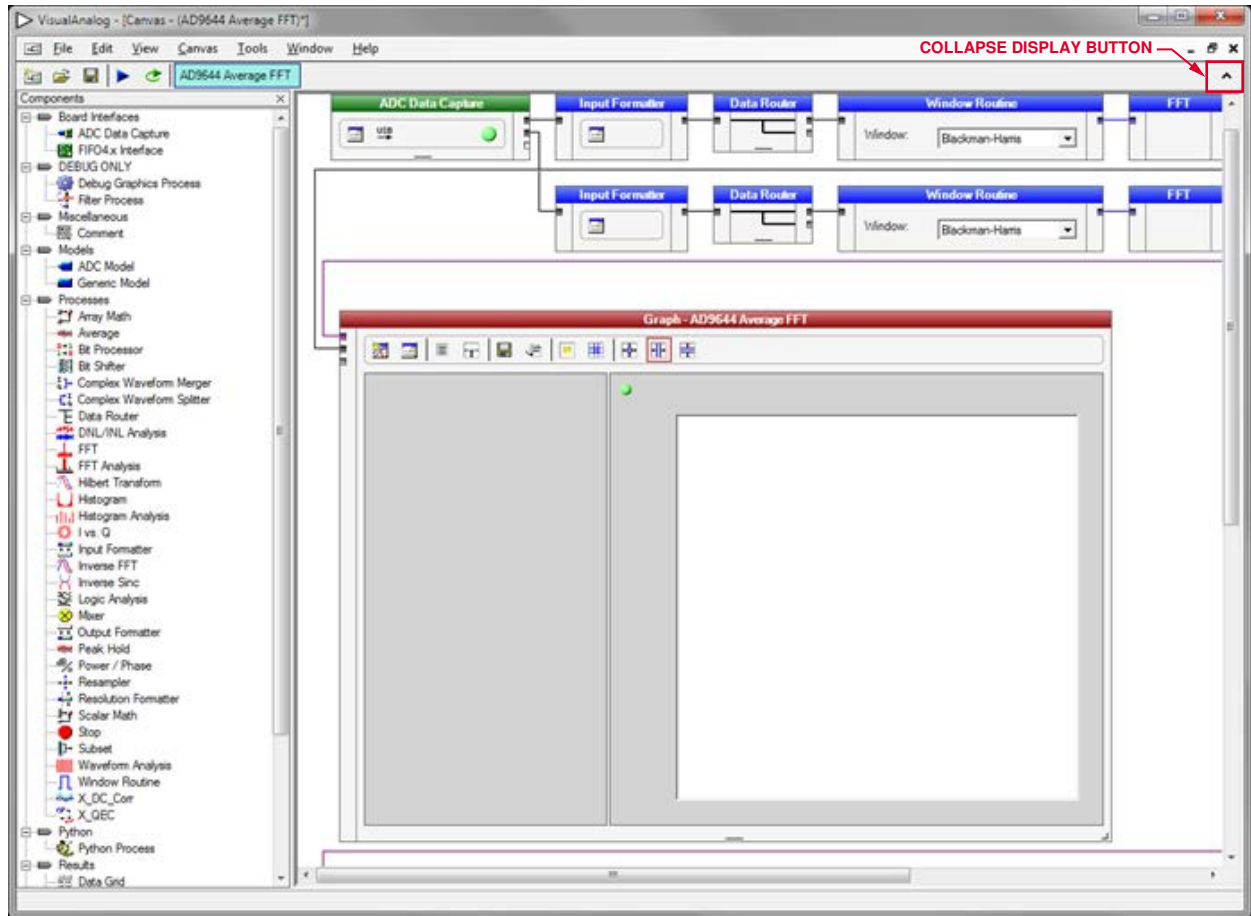 VisualAnalog - [Canvas - (AD9644 Average FFT)*]
File Edit View Canvas Tools Window Help
COLLAPSE DISPLAY BUTTON
AD9644 Average FFT
Components
Board Interfaces
ADC Data Capture
FIFO4.x Interface
DEBUG ONLY
Debug Graphics Process
Filter Process
Miscellaneous
Comment
Models
ADC Model
Generic Model
Processes
Array Math
Average
Bit Processor
Bit Shifter
Complex Waveform Merger
Complex Waveform Splitter
Data Router
DNL/INL Analysis
FFT
FFT Analysis
Hilbert Transform
Histogram
Histogram Analysis
I vs. Q
Input Formatter
Inverse FFT
Inverse Sinc
Logic Analysis
Mixer
Output Formatter
Peak Hold
Power / Phase
Resampler
Resolution Formatter
Scalar Math
Stop
Subset
Waveform Analysis
Window Routine
X_DC_Corr
X_QEC
Python
Python Process
Results
Data Grid
ADC Data Capture
USB
Input Formatter
Data Router
Window Routine
Window:
Blackman-Harris
FFT
Input Formatter
Data Router
Window Routine
Window:
Blackman-Harris
FFT
Graph - AD9644 Average FFT